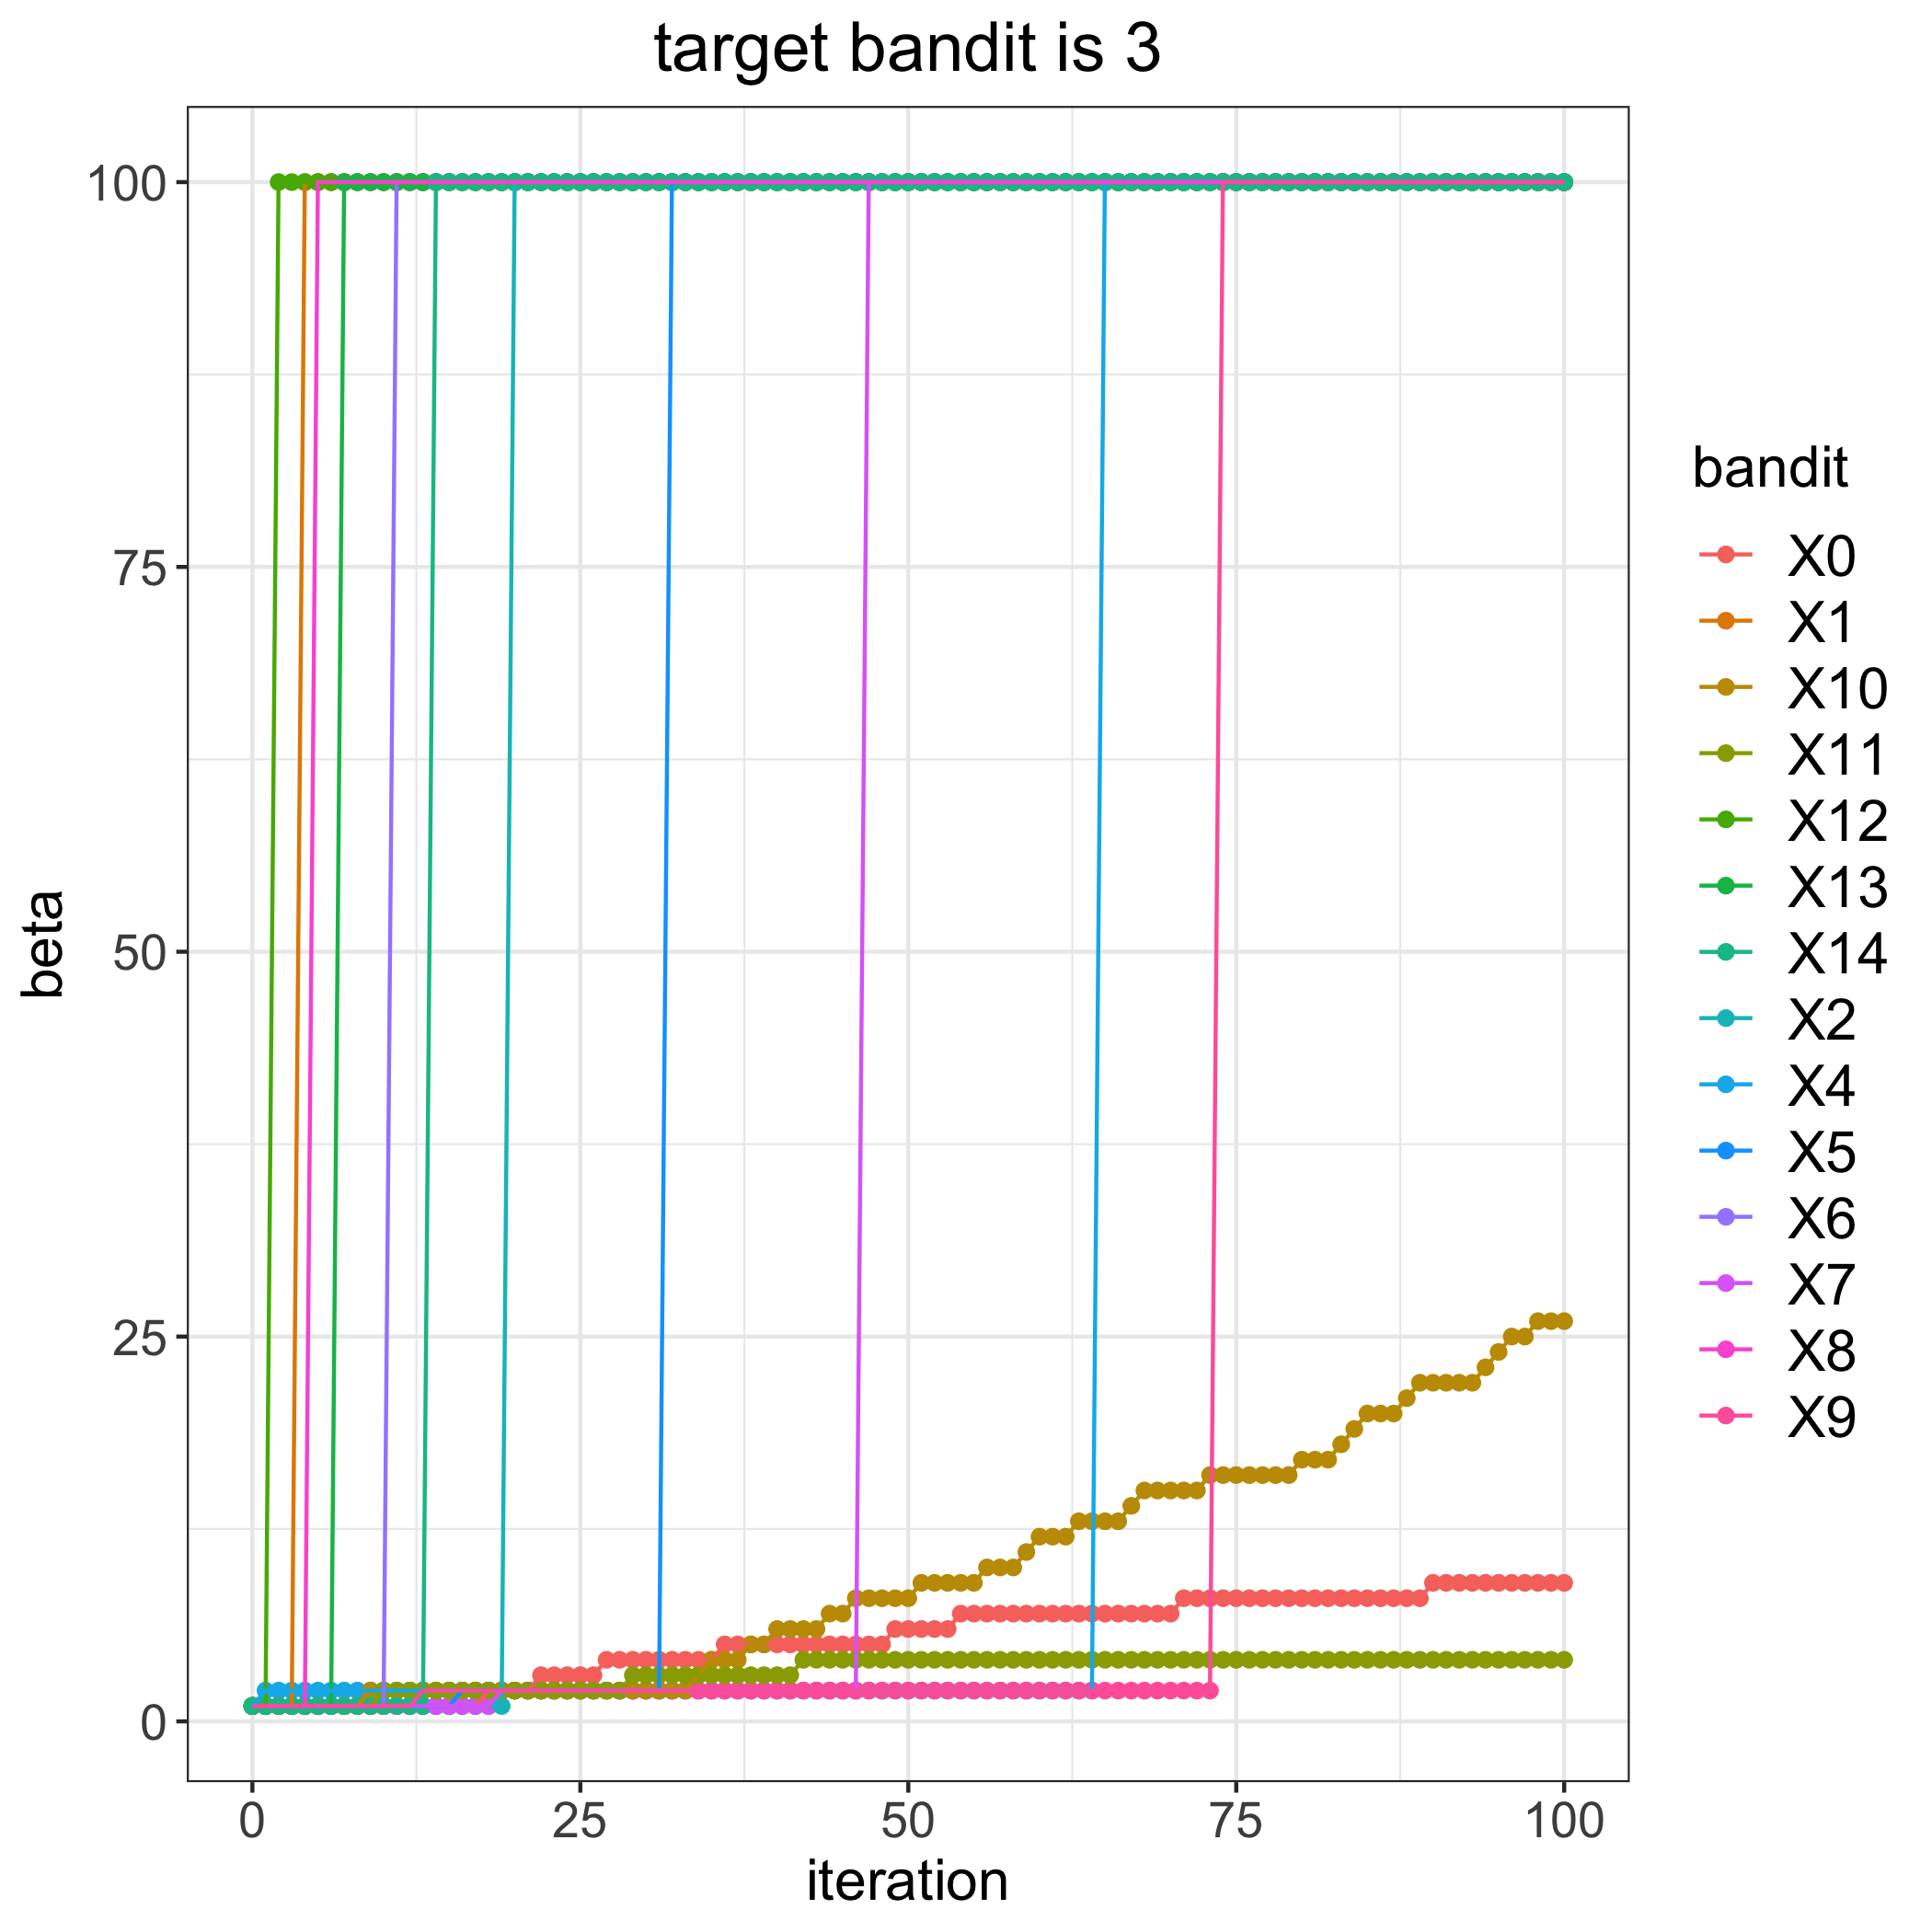 target bandit is 3
100
75
50
25
0
beta
0 25 50 75 100
iteration
bandit
X0
X1
X10
X11
X12
X13
X14
X2
X4
X5
X6
X7
X8
X9